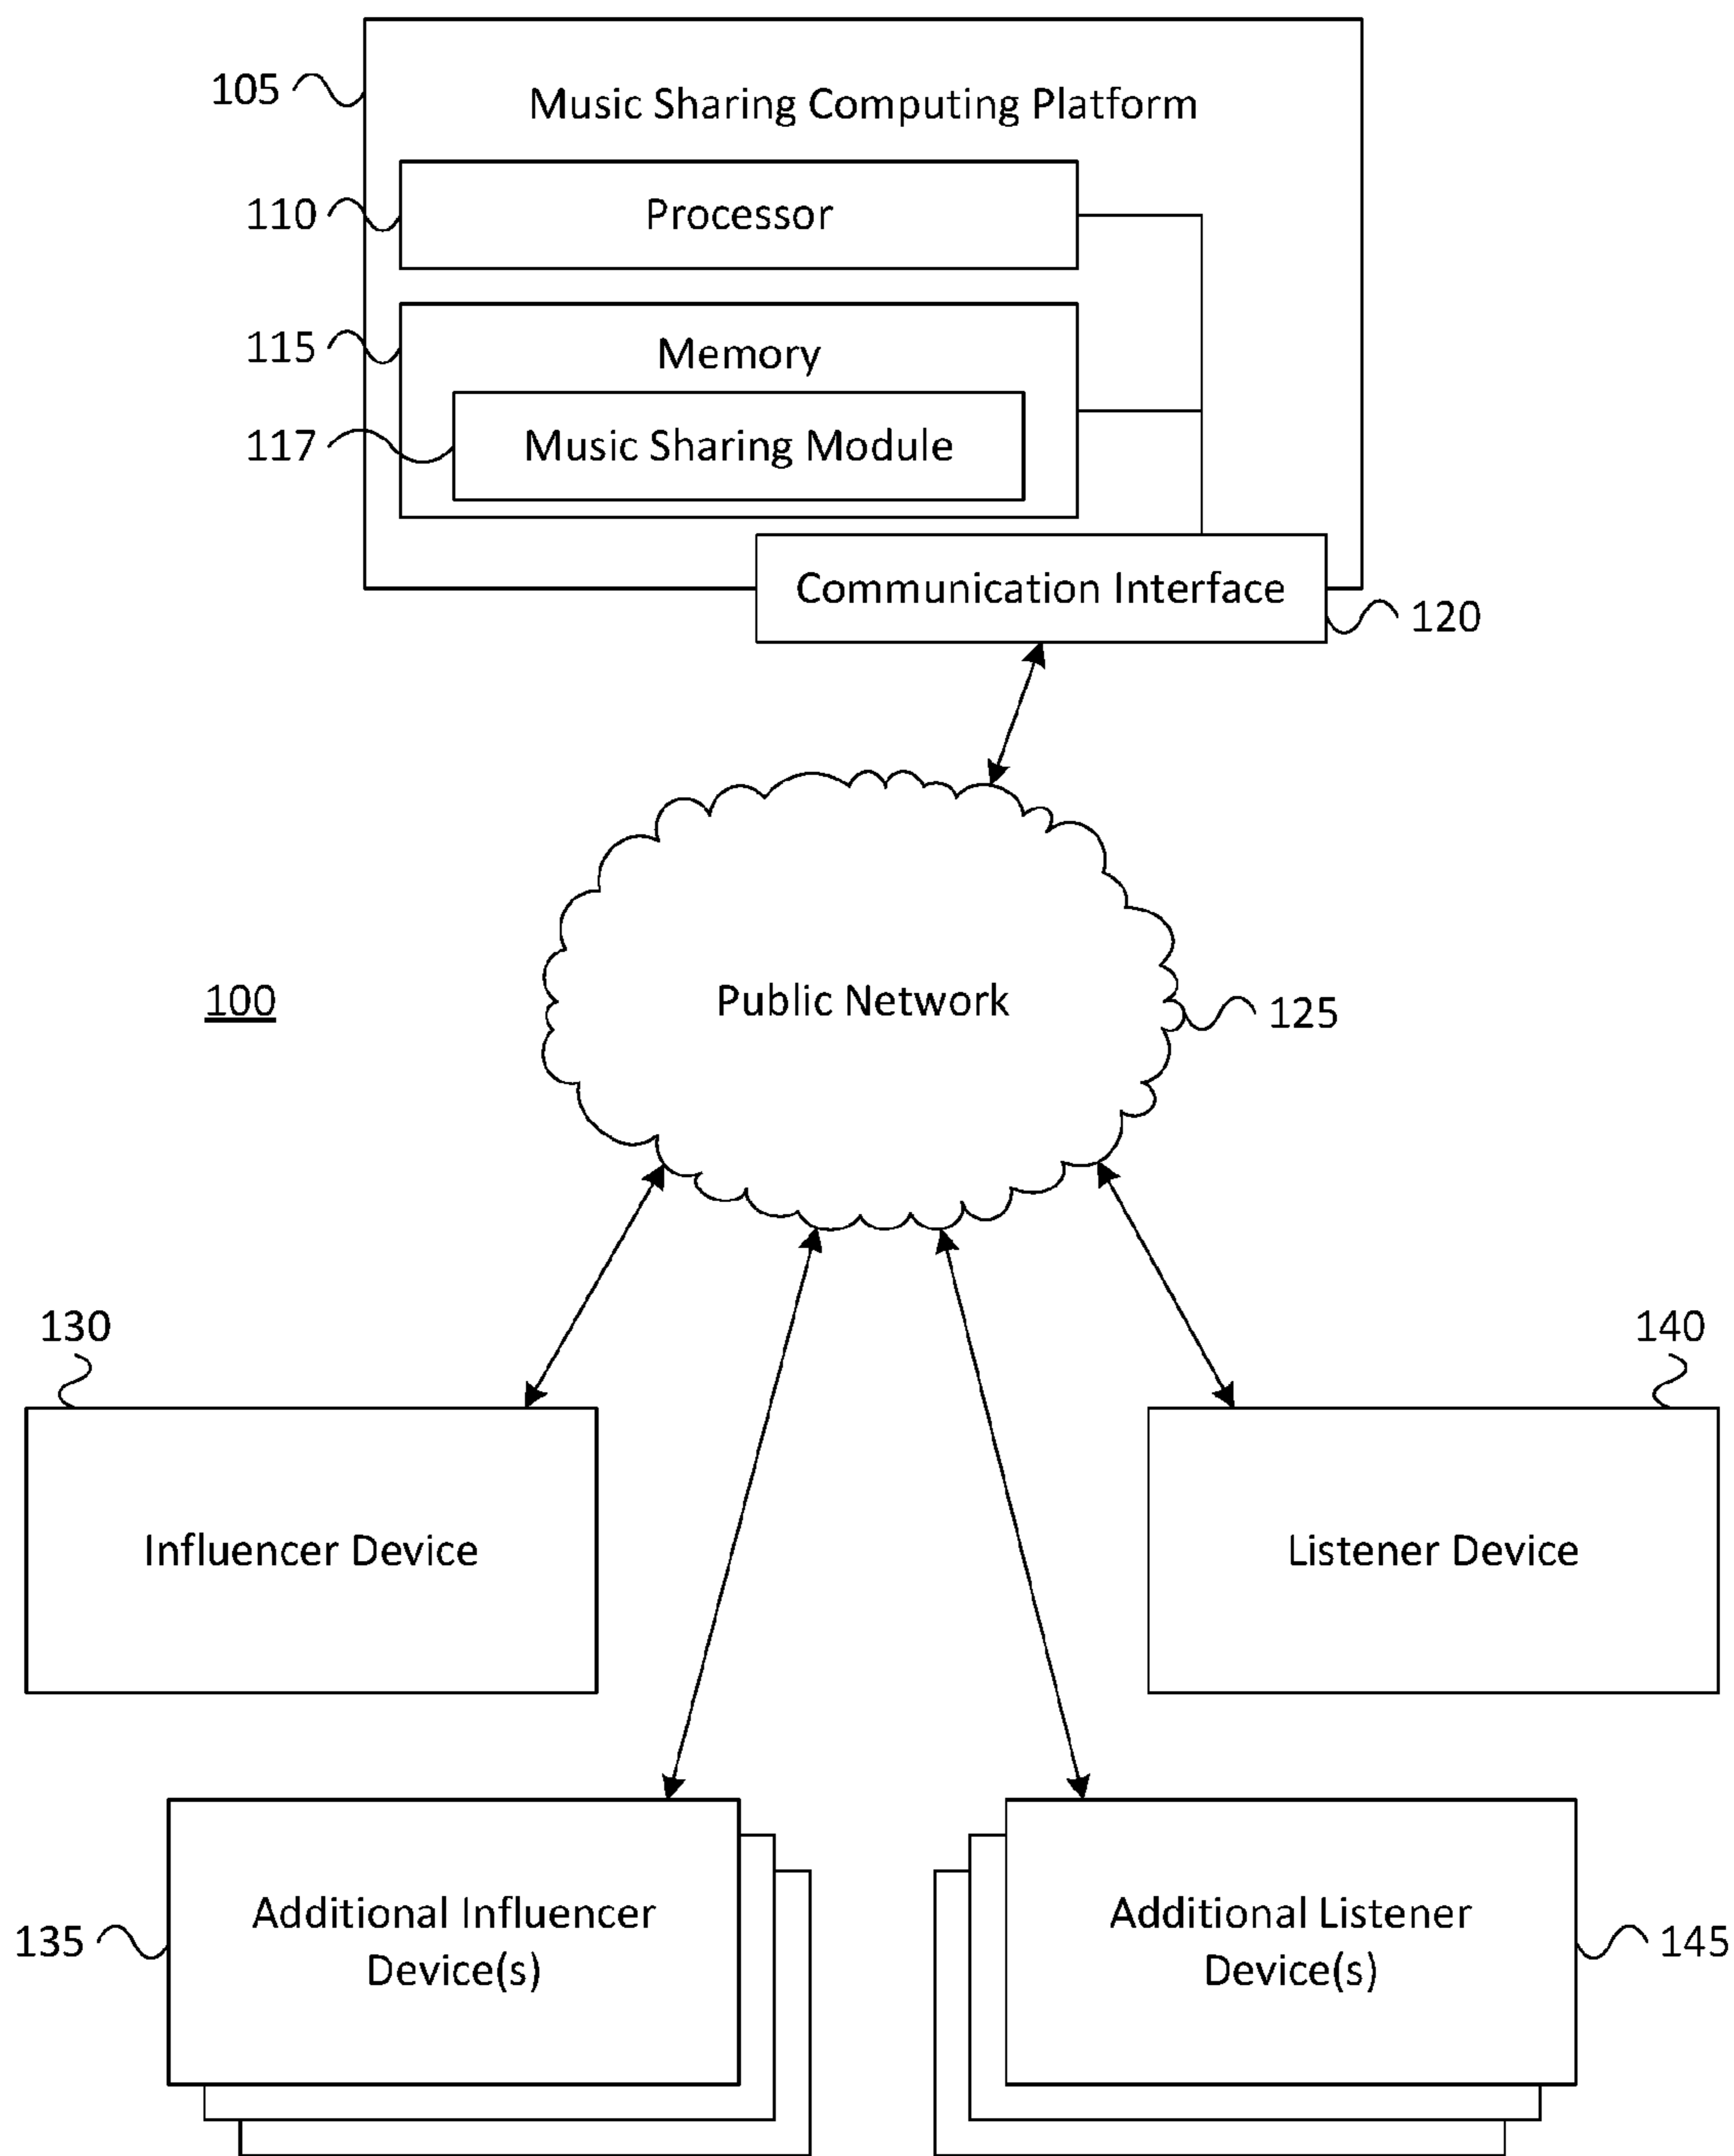 105
Music Sharing Computing Platform
110
Processor
115
Memory
117
Music Sharing Module
Communication Interface
120
100
Public Network
125
130
140
Influencer Device
Listener Device
135
Additional Influencer
Device(s)
Additional Listener
Device(s)
145